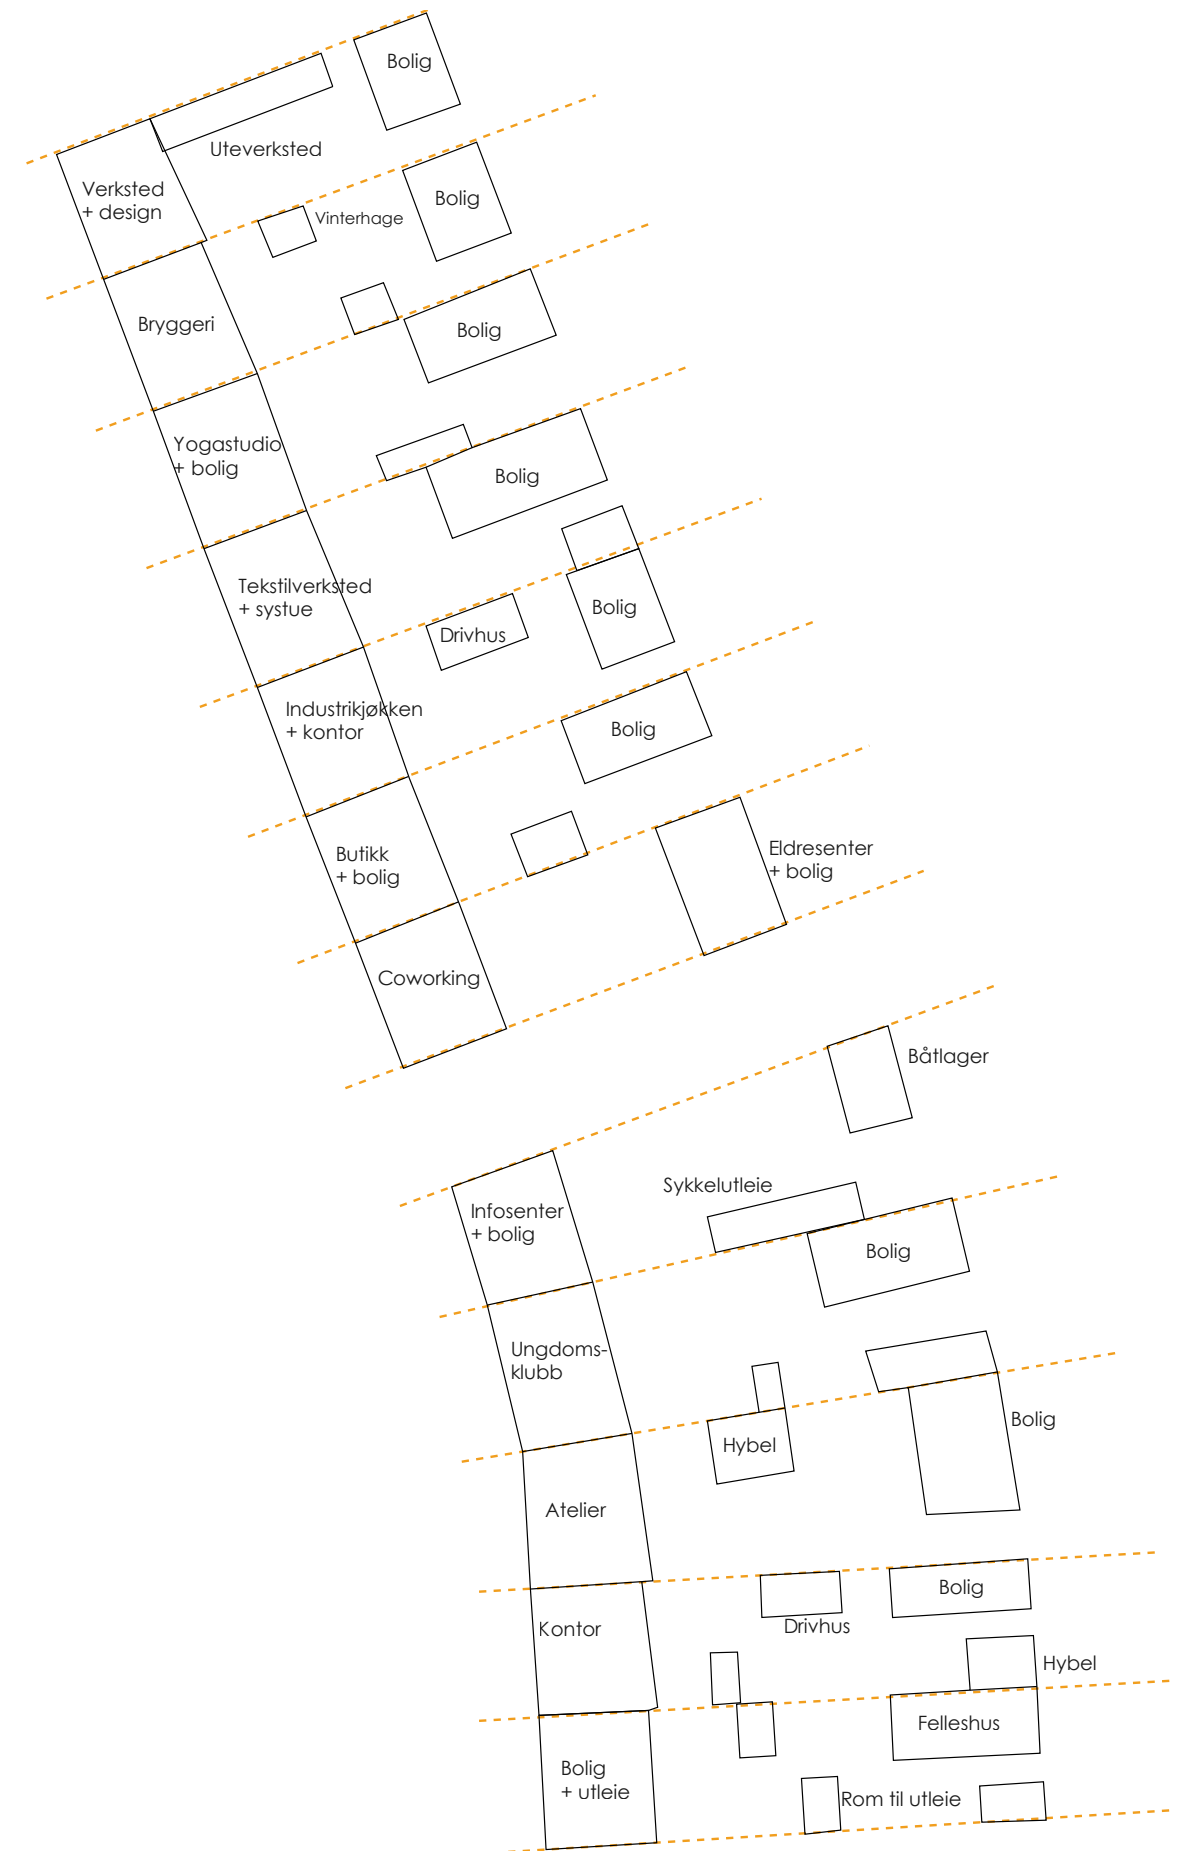 Bolig
Uteverksted
Verksted
+ design
Bolig
Vinterhage
Bryggeri
Bolig
Yogastudio
+ bolig
Bolig
Tekstilverksted
+ systue
Bolig
Drivhus
Industrikjøkken
+ kontor
Bolig
Butikk
+ bolig
Eldresenter
+ bolig
Coworking
Båtlager
Infosenter
+ bolig
Sykkelutleie
Bolig
Ungdoms-
klubb
Bolig
Hybel
Atelier
Bolig
Drivhus
Kontor
Hybel
Felleshus
Bolig
+ utleie
Rom til utleie